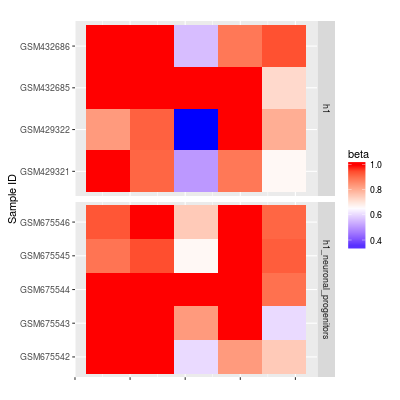 GSM432686
GSM432685
GSM429322
GSM429321
h1
GSM675546
GSM675545
GSM675544
GSM675543
GSM675542
h1_neuronal_progenitors
Sample ID
beta
1.0
0.8
0.6
0.4